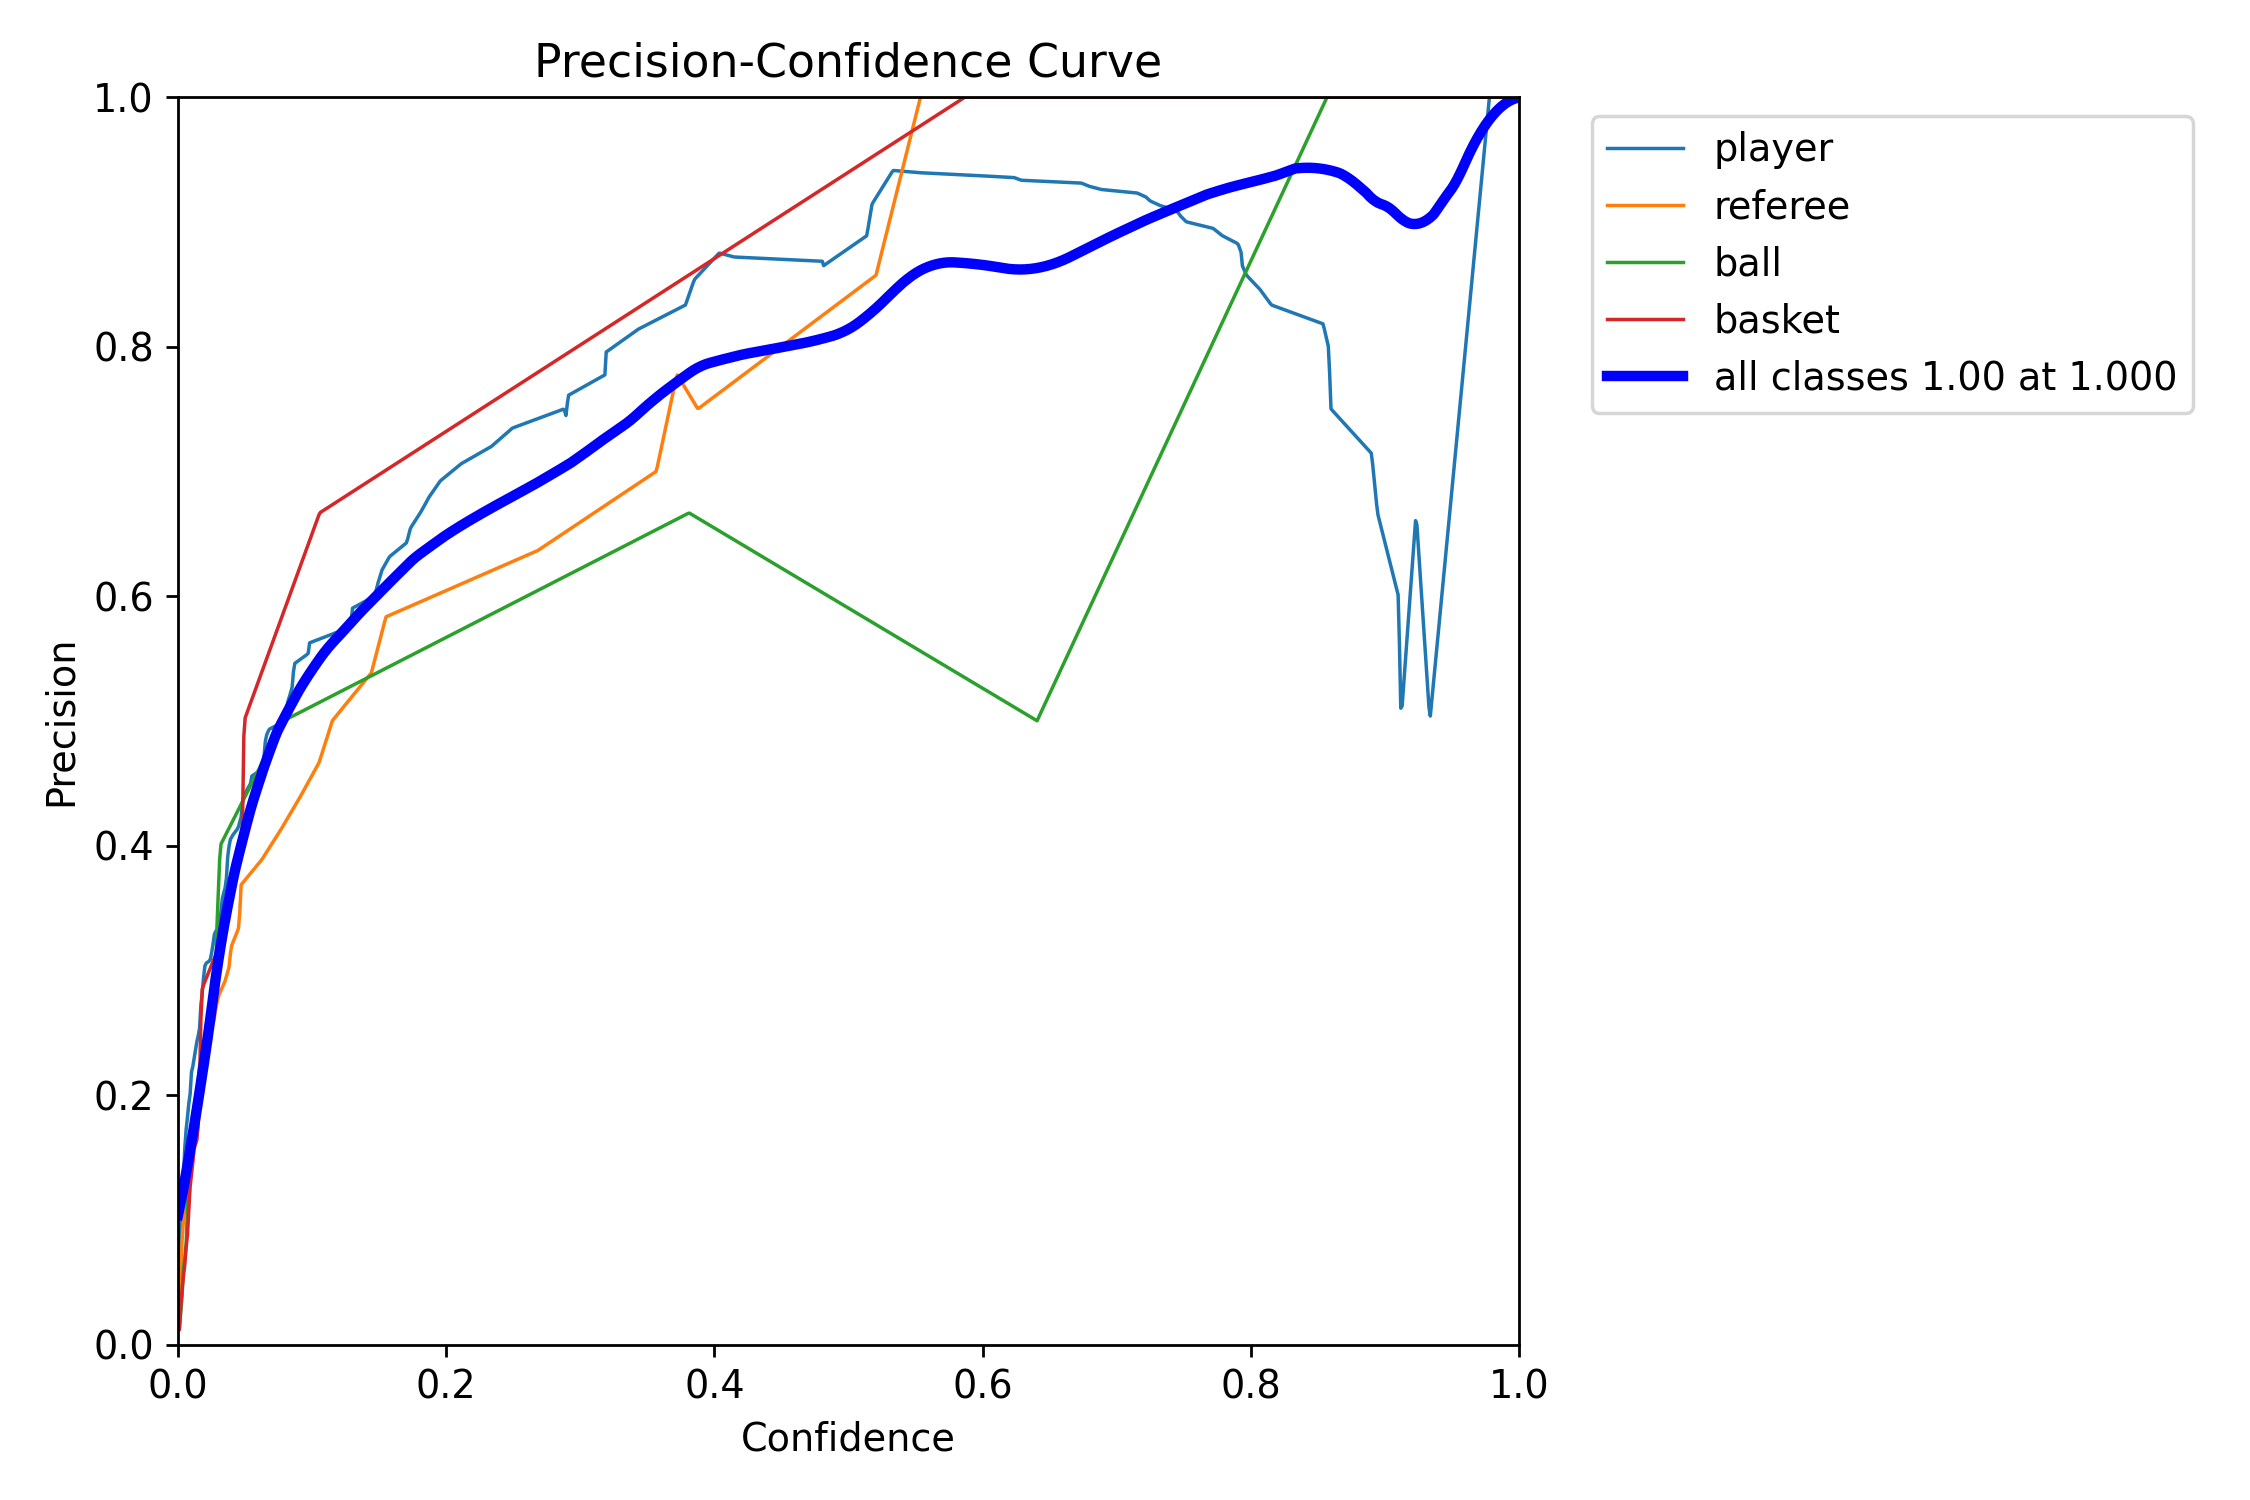 Precision-Confidence Curve
1.0
0.8
0.6
0.4
0.2
0.0
Precision
0.0 0.2 0.4 0.6 0.8 1.0
Confidence
player
referee
ball
basket
all classes 1.00 at 1.000